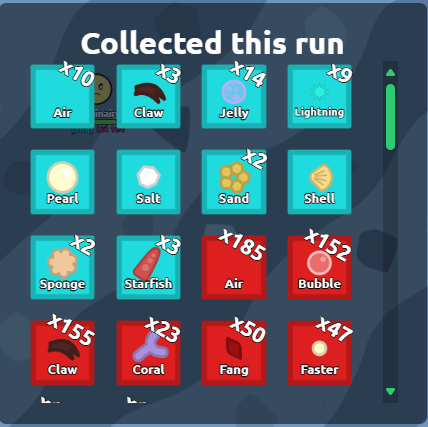 Collected this run
x10
Air
x3
Claw
x14
Jelly
x9
Lightning
Pearl
Salt
x2
Sand
Shell
x2
Sponge
x3
Starfish
x185
Air
x152
Bubble
x155
Claw
x23
Coral
x50
Fang
x47
Faster